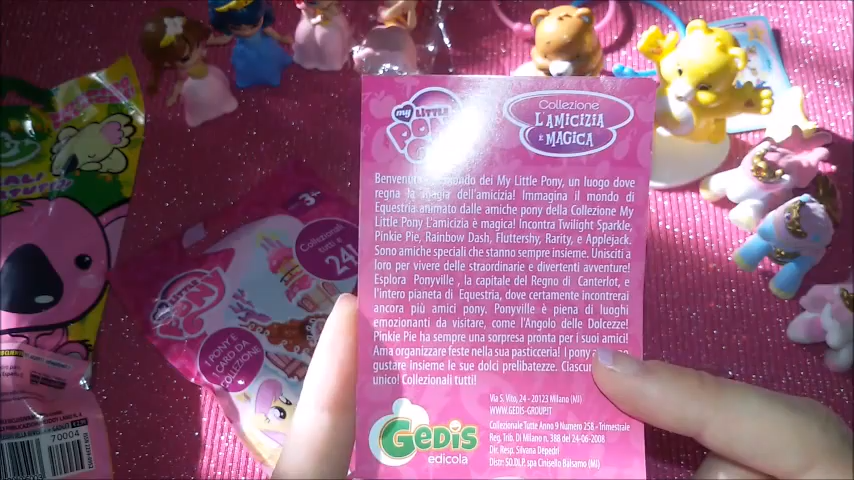 my LITTLE
PONY
Collezione
L'AMICIZIA
È MAGICA
Benvenut mondo dei My Little Pony, un luogo dove
regna la magia dell'amicizia! Immagina il mondo di
Equestria animato dalle amiche pony della Collezione My
Little Pony L'amicizia è magica! Incontra Twilight Sparkle,
Pinkie Pie, Rainbow Dash, Fluttershy, Rarity, e Applejack.
Sono amiche speciali che stanno sempre insieme. Unisciti a
loro per vivere delle straordinarie e divertenti avventure!
Esplora Ponyville , la capitale del Regno di Canterlot, e
l'intero pianeta di Equestria, dove certamente incontrerai
ancora più amici pony. Ponyville è piena di luoghi
emozionanti da visitare, come l'Angolo delle Dolcezze!
Pinkie Pie ha sempre una sorpresa pronta per i suoi amici!
Ama organizzare feste nella sua pasticceria! I pony
gustare insieme le sue dolci prelibatezze. Ciascun
unico! Collezionali tutti!
Via S. Vito, 24 - 20123 Milano (MI)
WWW.GEDIS-GROUP.IT
Collezionale Tutte Anno 9 Numero 25B - Trimestrale
Reg. Trib. Di Milano n. 388 del 24-06-2008
Dir. Resp. Silvana Depedri
Distr. SO.DI.P. spa Cinisello Balsamo (MI)
GEDIS
edicola
3+
Collezionali
tutti e
24!
my LITTLE
PONY
PONY E
CARD DA
COLLEZIONE
70004